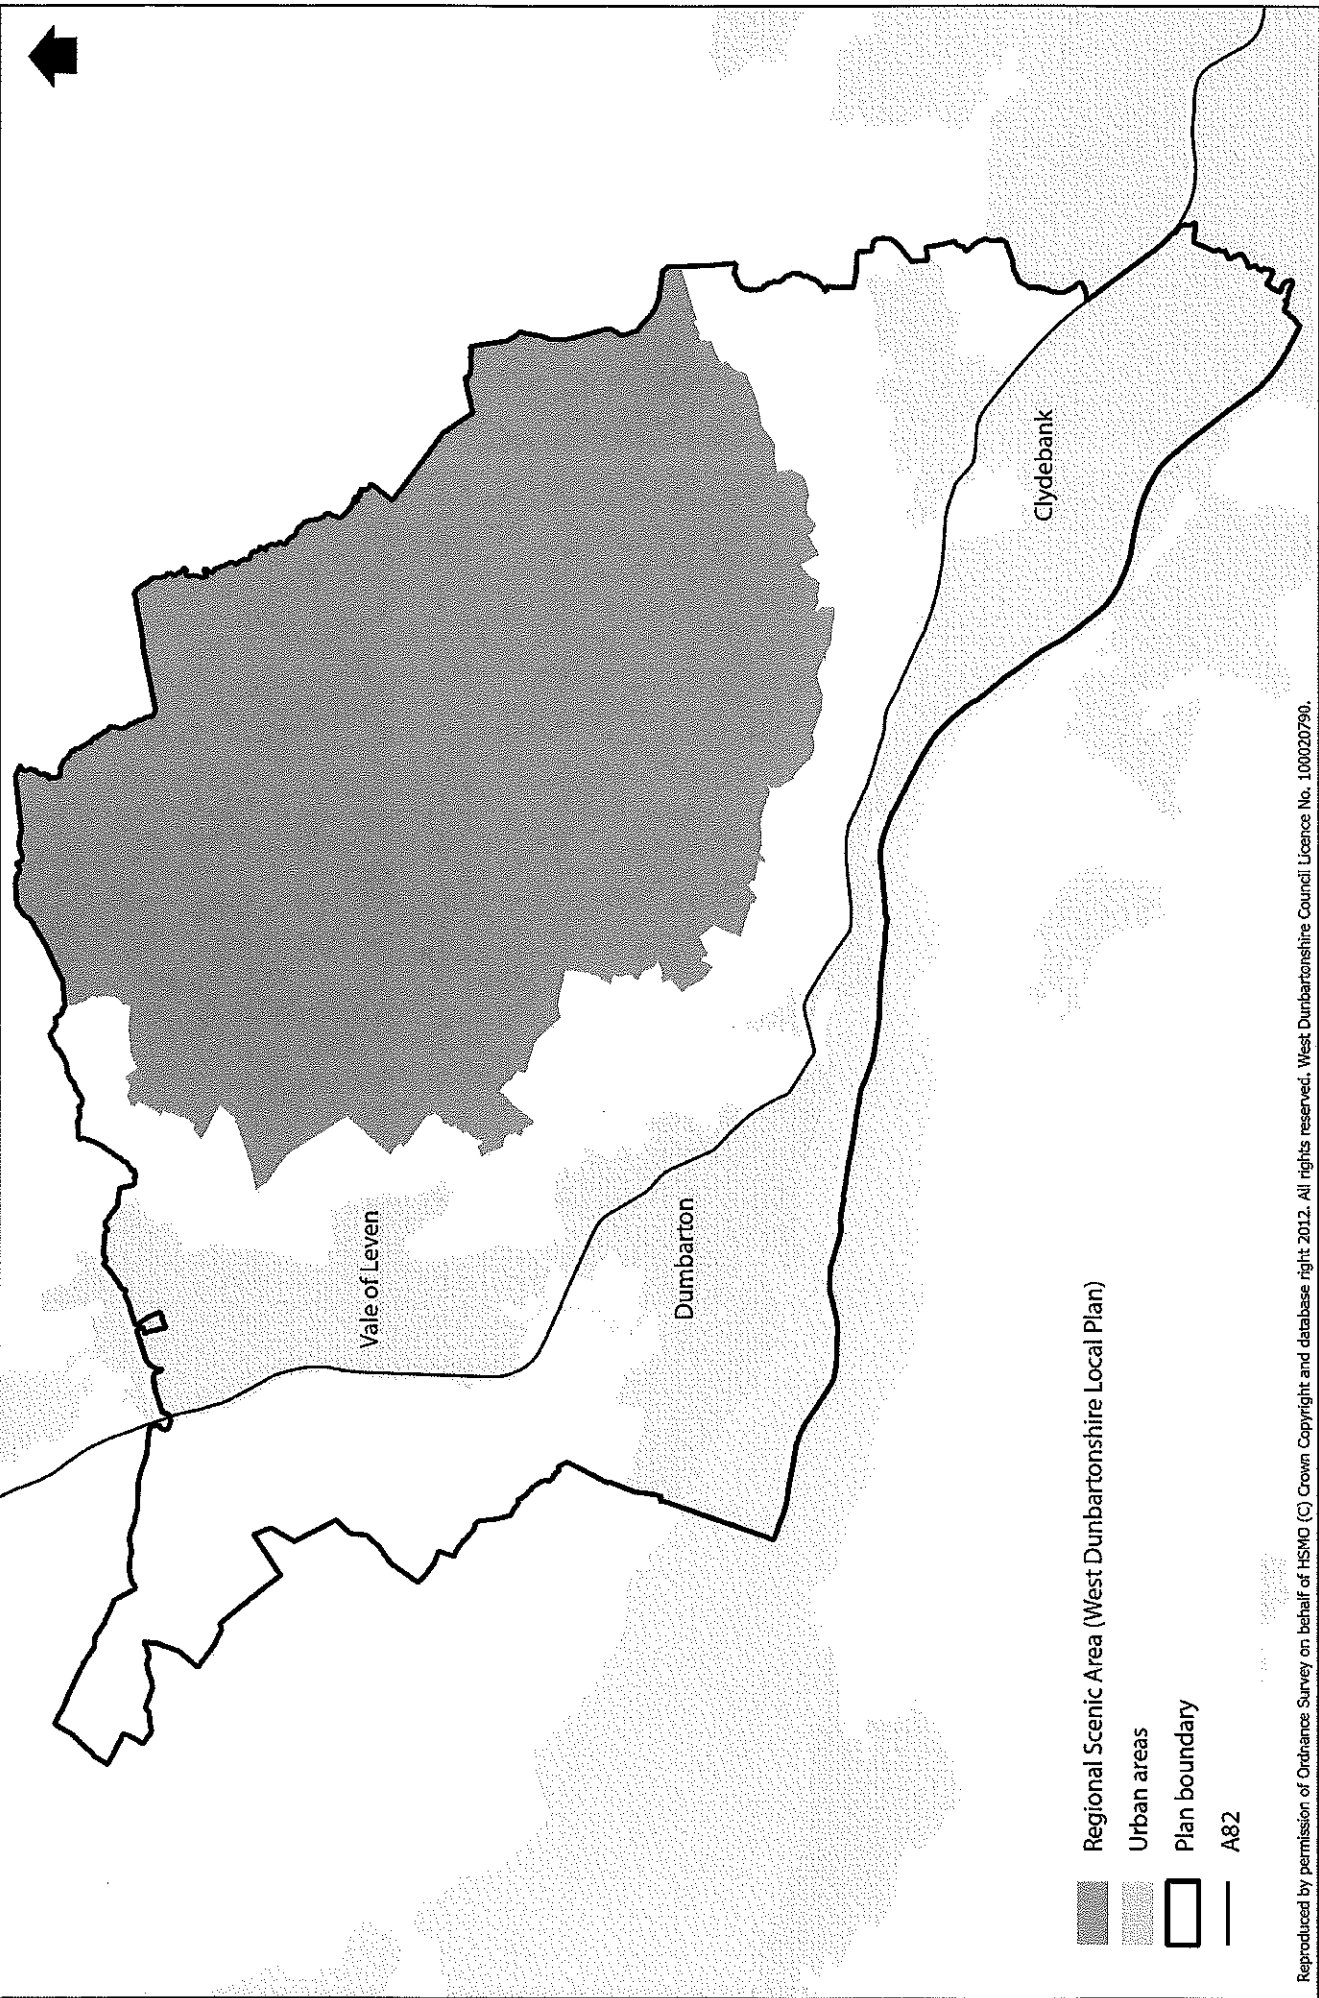 Vale of Leven
Dumbarton
Clydebank
Regional Scenic Area (West Dunbartonshire Local Plan)
Urban areas
Plan boundary
A82
Reproduced by permission of Ordnance Survey on behalf of HSMO (C) Crown Copyright and database right 2012. All rights reserved. West Dunbartonshire Council Licence No. 100020790.